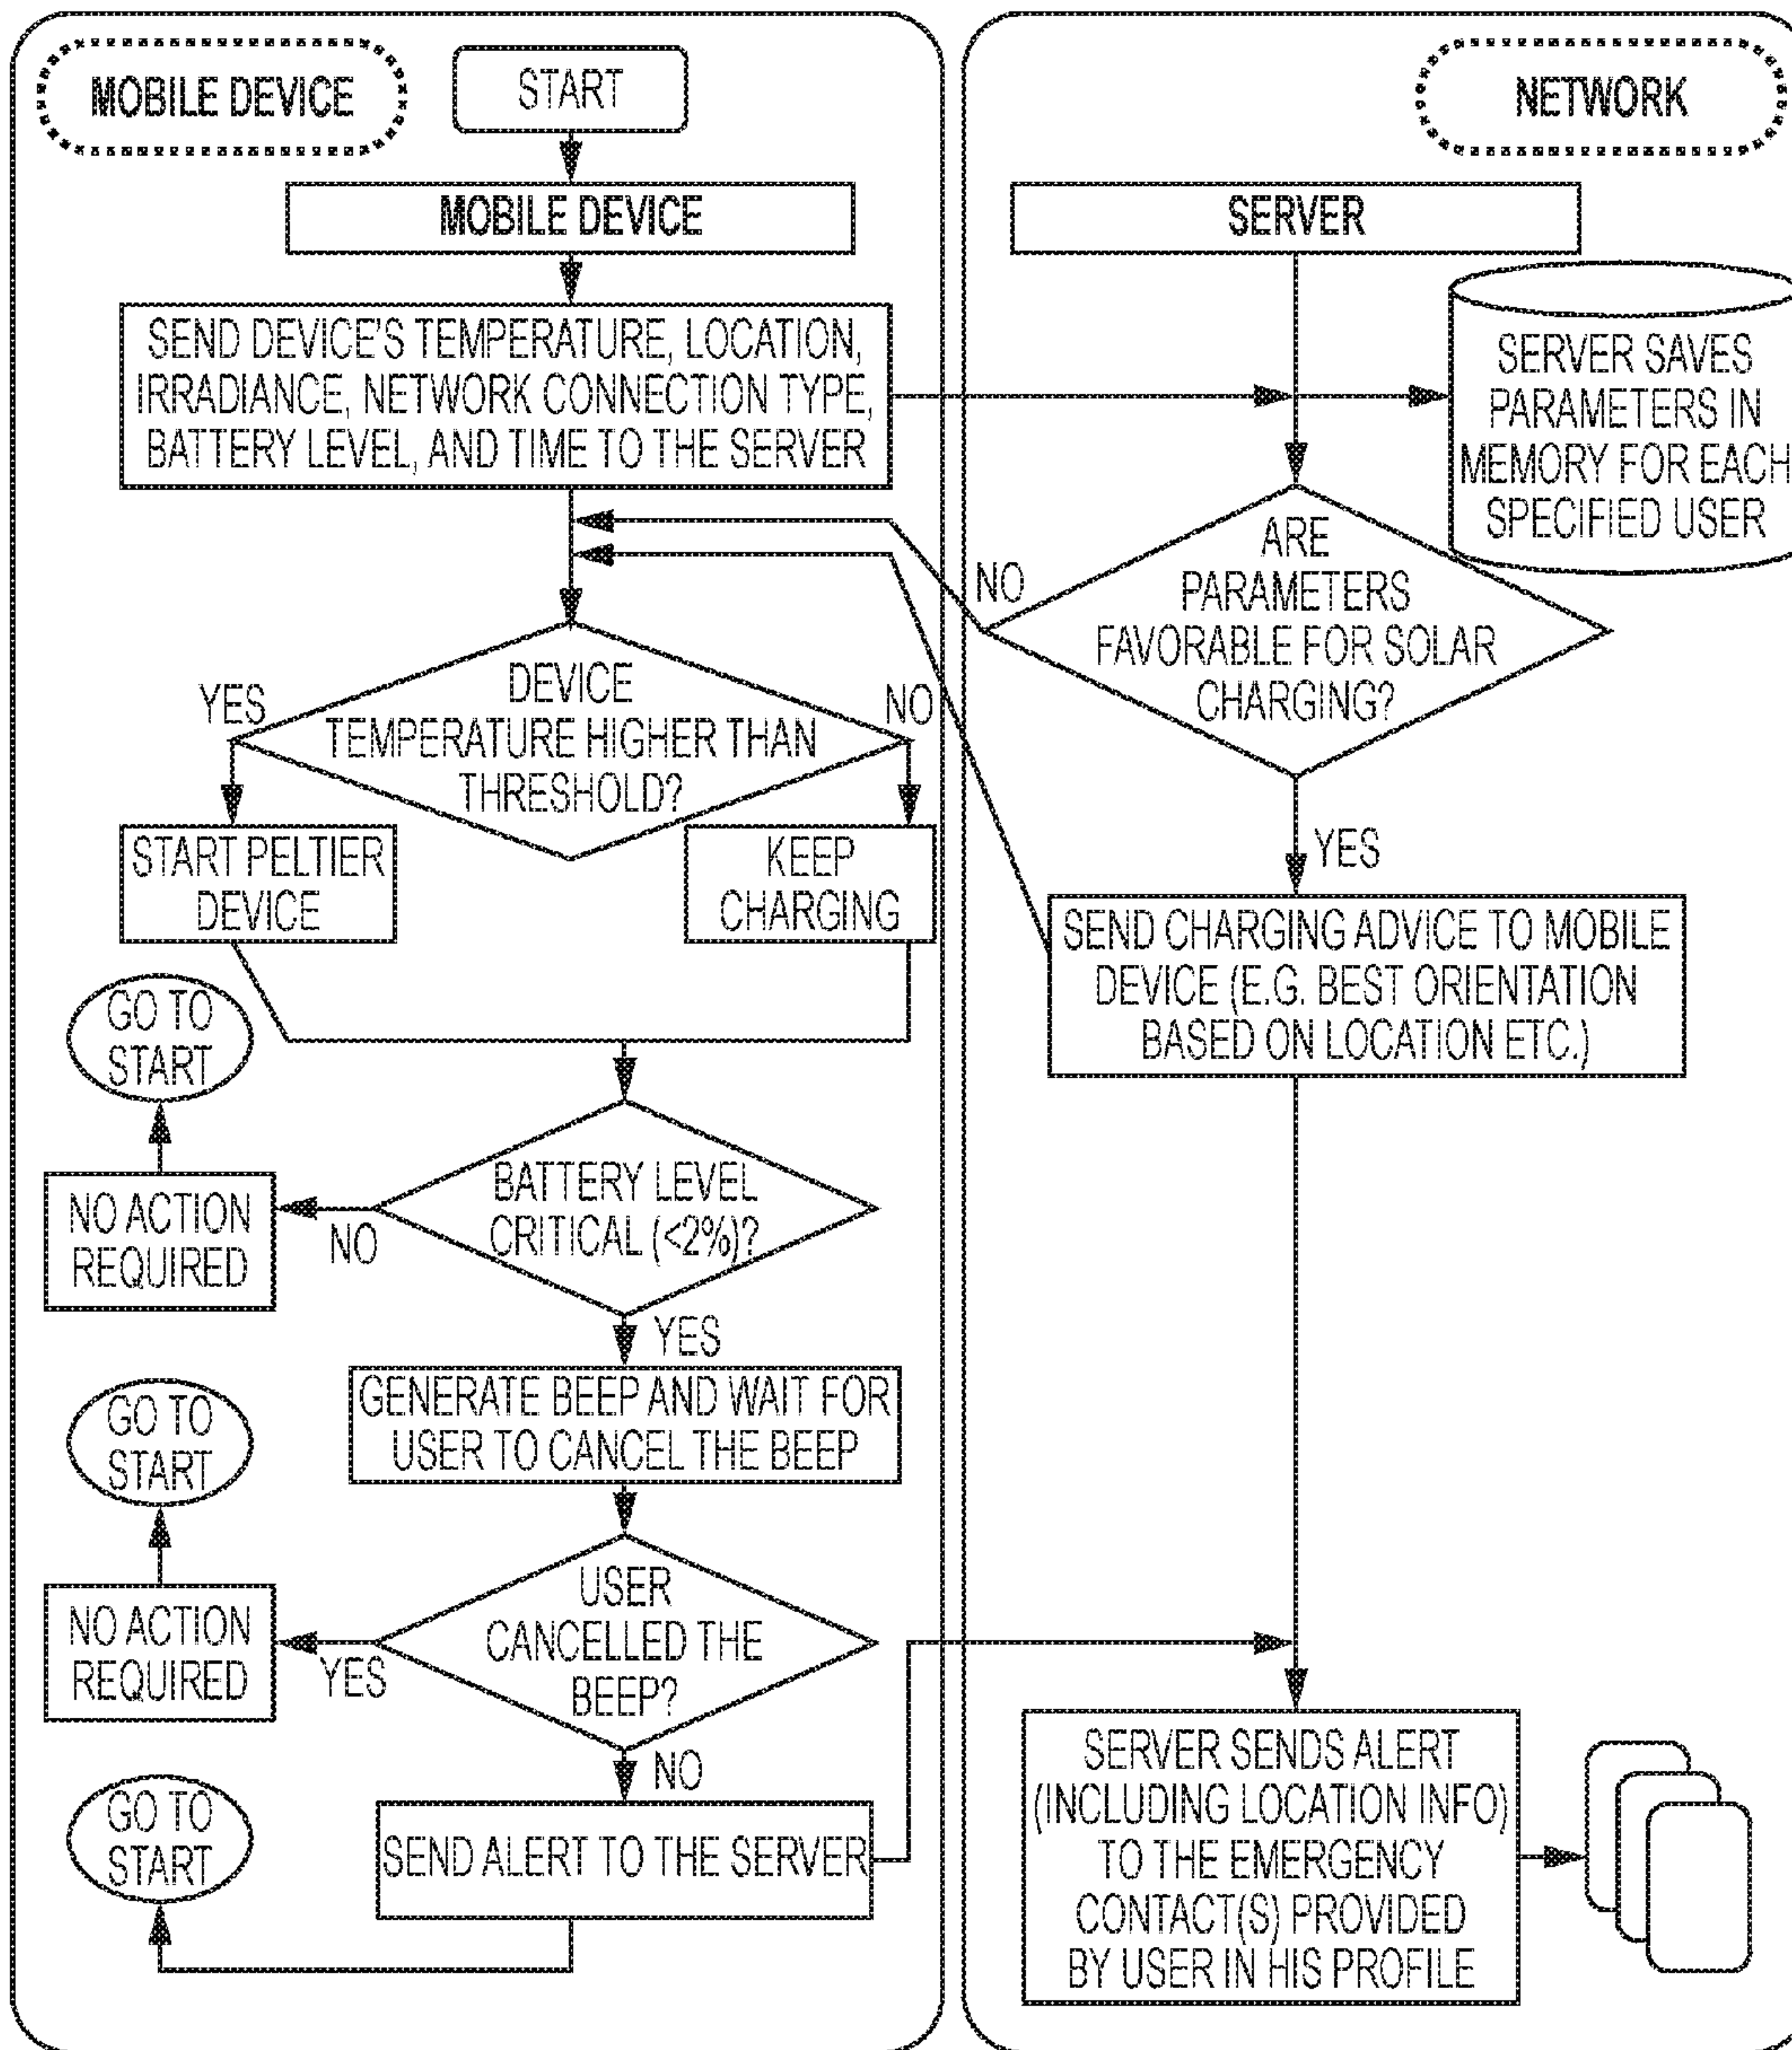 MOBILE DEVICE
START
MOBILE DEVICE
SEND DEVICE'S TEMPERATURE, LOCATION,
IRRADIANCE, NETWORK CONNECTION TYPE,
BATTERY LEVEL, AND TIME TO THE SERVER
DEVICE
TEMPERATURE HIGHER THAN
THRESHOLD?
YES
NO
START PELTIER
DEVICE
KEEP
CHARGING
GO TO
START
NO ACTION
REQUIRED
NO
BATTERY LEVEL
CRITICAL (<2%)?
YES
GENERATE BEEP AND WAIT FOR
USER TO CANCEL THE BEEP
GO TO
START
NO ACTION
REQUIRED
YES
USER
CANCELLED THE
BEEP?
NO
GO TO
START
SEND ALERT TO THE SERVER
NETWORK
SERVER
SERVER SAVES
PARAMETERS IN
MEMORY FOR EACH
SPECIFIED USER
NO
ARE
PARAMETERS
FAVORABLE FOR SOLAR
CHARGING?
YES
SEND CHARGING ADVICE TO MOBILE
DEVICE (E.G. BEST ORIENTATION
BASED ON LOCATION ETC.)
SERVER SENDS ALERT
(INCLUDING LOCATION INFO)
TO THE EMERGENCY
CONTACT(S) PROVIDED
BY USER IN HIS PROFILE